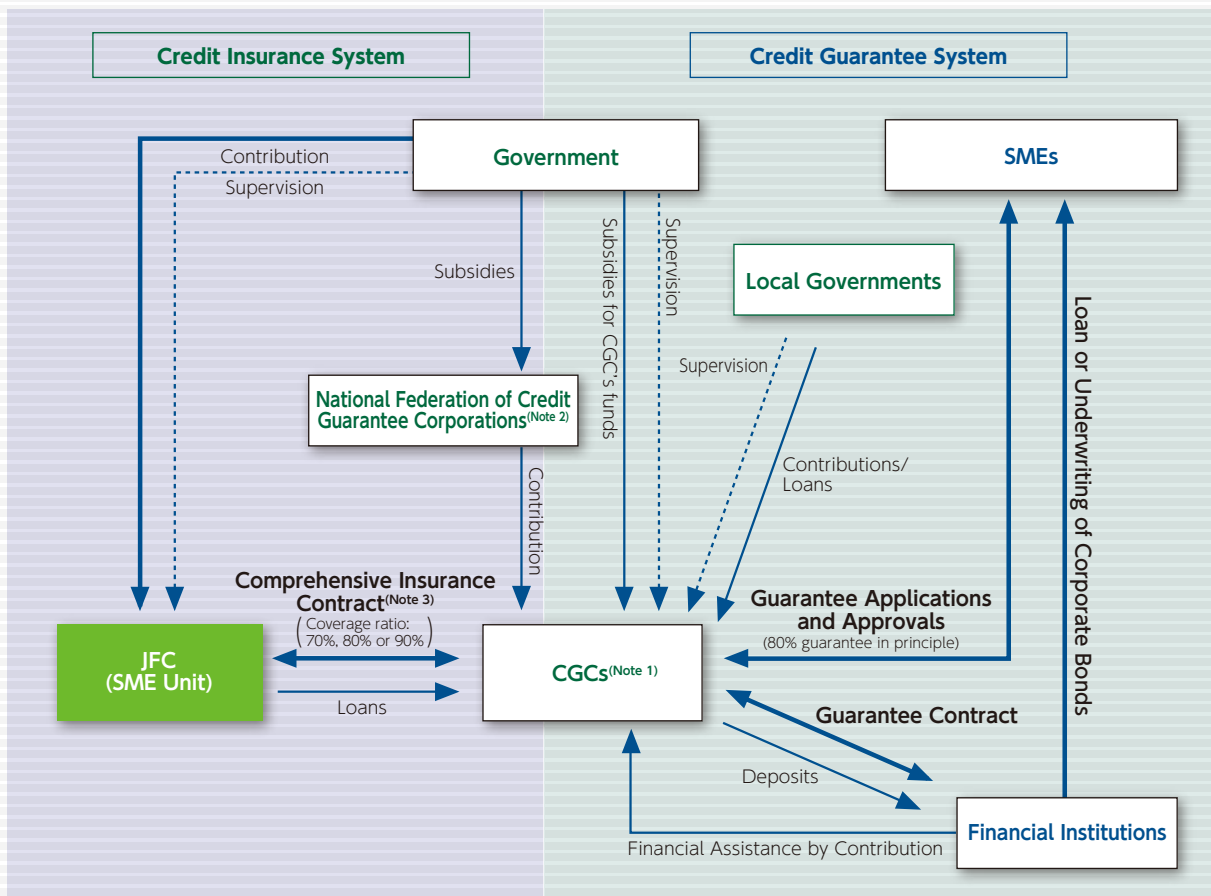 Credit Insurance System
Credit Guarantee System
Government
SMEs
Contribution
Supervision
Subsidies
Subsidies for CGC's funds
Supervision
Local Governments
Supervision
Contributions/
Loans
Loan or Underwriting of Corporate Bonds
National Federation of Credit
Guarantee Corporations(Note 2)
Contribution
Comprehensive Insurance
Contract(Note 3)
(Coverage ratio:
70%, 80% or 90%)
Guarantee Applications
and Approvals
(80% guarantee in principle)
JFC
(SME Unit)
Loans
CGCs(Note 1)
Guarantee Contract
Deposits
Financial Institutions
Financial Assistance by Contribution